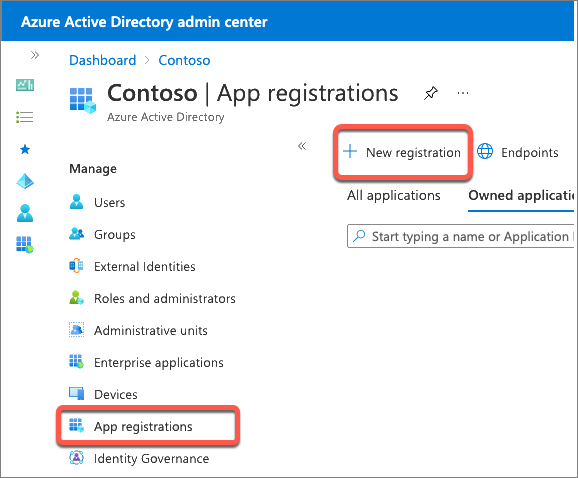 Azure Active Directory admin center
Dashboard > Contoso
Contoso | App registrations
Azure Active Directory
New registration
Endpoints
Manage
All applications
Owned applicatio
Users
Start typing a name or Application
Groups
External Identities
Roles and administrators
Administrative units
Enterprise applications
Devices
App registrations
Identity Governance